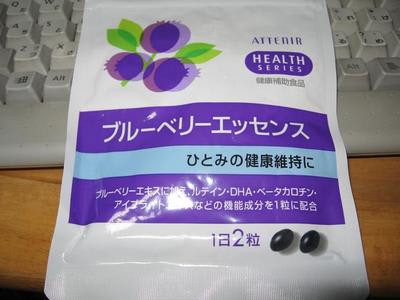 ATTENIR
HEALTH
SERIES
健康補助食品
ブルーベリーエッセンス
ひとみの健康維持に
ブルーベリーエキスに加え、ルテイン・DHA・ベータカロチン・
などの機能成分を1粒に配合
1日2粒